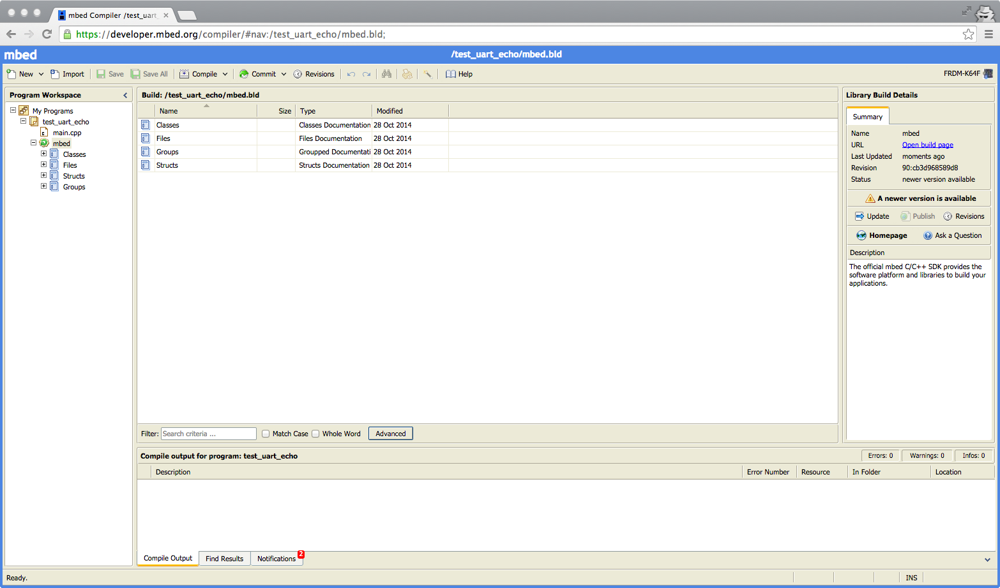 mbed Compiler /test_uart_
https://developer.mbed.org/compiler/#nav:/test_uart_echo/mbed.bld;
mbed /test_uart_echo/mbed.bld
New Import Save Save All Compile Commit Revisions Help FRDM-K64F
Program Workspace
My Programs
test_uart_echo
main.cpp
mbed
Classes
Files
Structs
Groups
Build: /test_uart_echo/mbed.bld
Name Size Type Modified
Classes Classes Documentation 28 Oct 2014
Files Files Documentation 28 Oct 2014
Groups Groupped Documentati 28 Oct 2014
Structs Structs Documentation 28 Oct 2014
Filter: Search criteria ... Match Case Whole Word Advanced
Library Build Details
Summary
Name mbed
URL Open build page
Last Updated moments ago
Revision 90:cb3d968589d8
Status newer version available
A newer version is available
Update Publish Revisions
Homepage Ask a Question
Description
The official mbed C/C++ SDK provides the
software platform and libraries to build your
applications.
Compile output for program: test_uart_echo Errors: 0 Warnings: 0 Infos: 0
Description Error Number Resource In Folder Location
Compile Output Find Results Notifications 2
Ready. INS